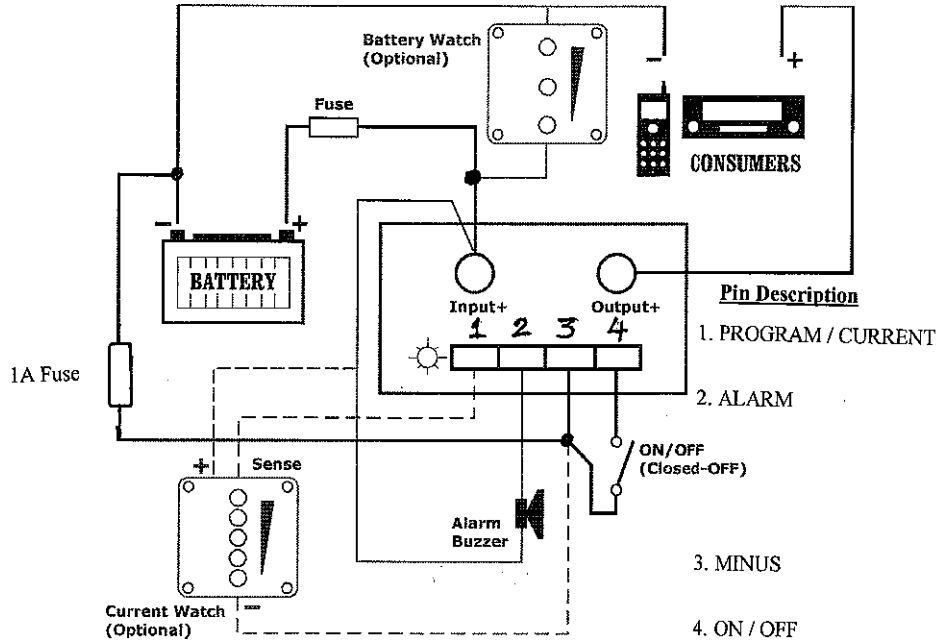 Battery Watch
(Optional)
Fuse
CONSUMERS
BATTERY
Input+
Output+
1 2 3 4
Pin Description
1. PROGRAM / CURRENT
2. ALARM
3. MINUS
4. ON / OFF
1A Fuse
+ Sense
ON/OFF
(Closed-OFF)
Alarm
Buzzer
Current Watch
(Optional)